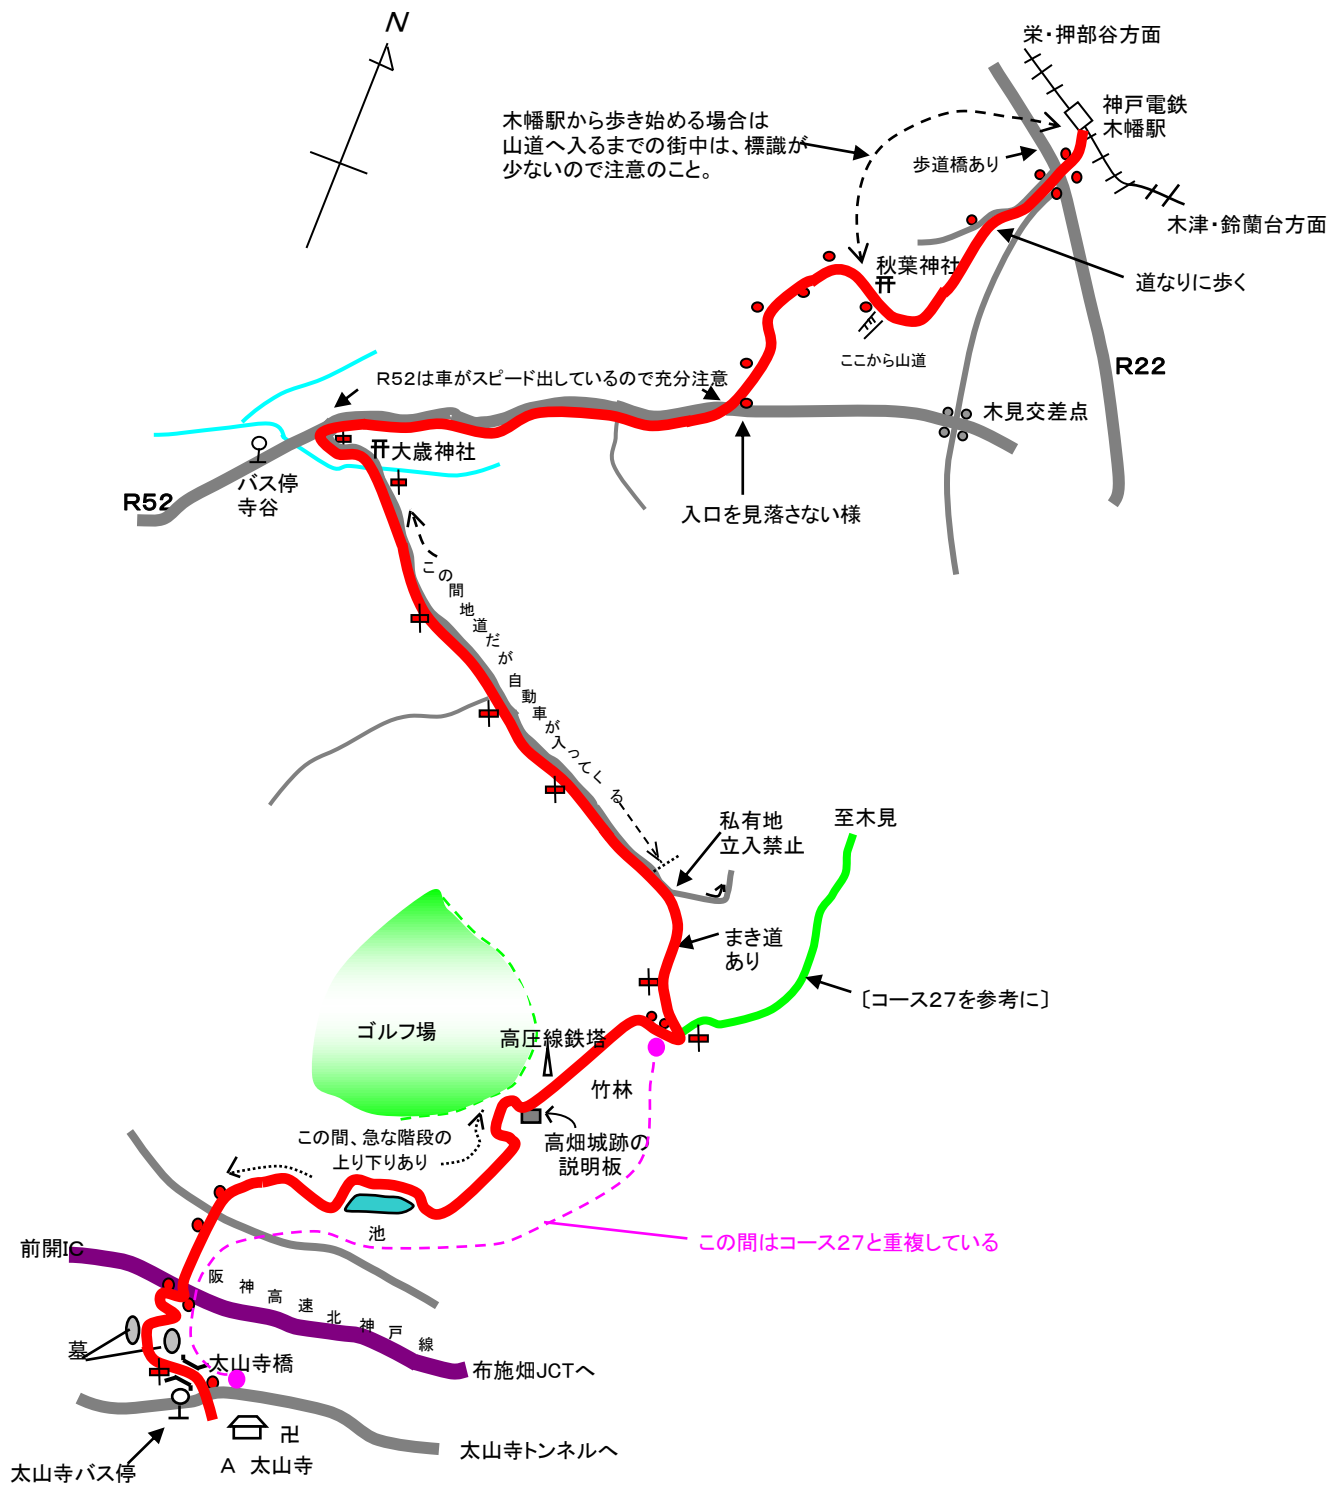 N
栄・押部谷方面
神戸電鉄
木幡駅
木幡駅から歩き始める場合は
山道へ入るまでの街中は、標識が
少ないので注意のこと。
歩道橋あり
木津・鈴蘭台方面
秋葉神社
道なりに歩く
ここから山道
R22
R52は車がスピード出しているので充分注意
木見交差点
大歳神社
バス停
寺谷
R52
入口を見落さない様
この間地道だが自動車が入ってくる
私有地
立入禁止
至木見
まき道
あり
〔コース27を参考に〕
ゴルフ場
高圧線鉄塔
竹林
高畑城跡の
説明板
この間、急な階段の
上り下りあり
池
この間はコース27と重複している
前開IC
阪神高速北神戸線
墓
太山寺橋
布施畑JCTへ
卍
A 太山寺
太山寺トンネルへ
太山寺バス停